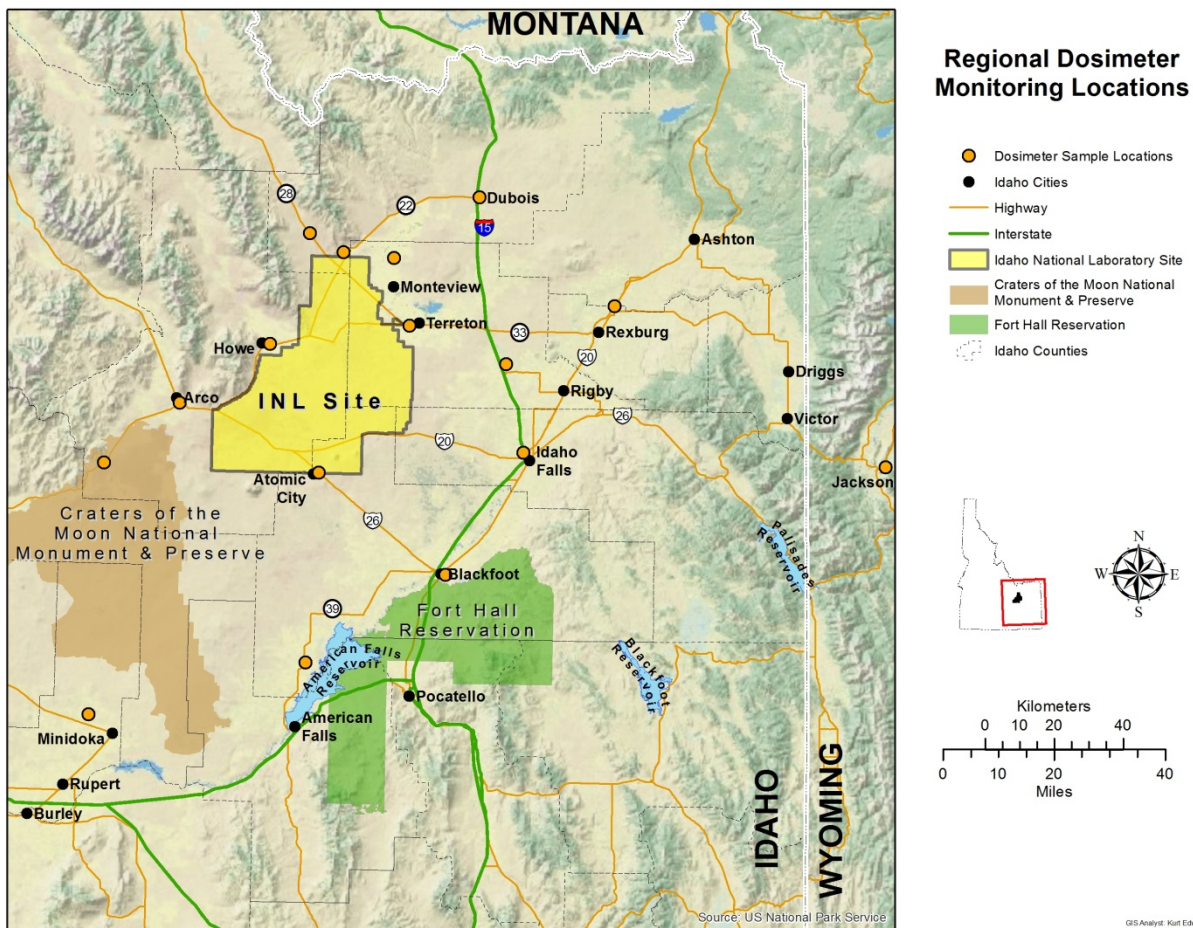 MONTANA
Regional Dosimeter
Monitoring Locations
Dosimeter Sample Locations
Idaho Cities
Highway
Interstate
Idaho National Laboratory Site
Craters of the Moon National
Monument & Preserve
Fort Hall Reservation
Idaho Counties
28
22
Dubois
15
Ashton
Monteview
Terreton
33
Rexburg
Howe
20
Driggs
Arco
INL Site
Rigby
26
Victor
20
Idaho
Falls
Jackson
Atomic
City
26
Craters of the
Moon National
Monument & Preserve
Palisades
Reservoir
N
W
E
S
Blackfoot
39
Fort Hall
Reservation
American Falls
Reservoir
Blackfoot
Reservoir
Pocatello
American
Falls
Minidoka
Rupert
Burley
IDAHO
WYOMING
Kilometers
0 10 20 40
0 10 20 40
Miles
Source: US National Park Service
GIS Analyst: Kurt